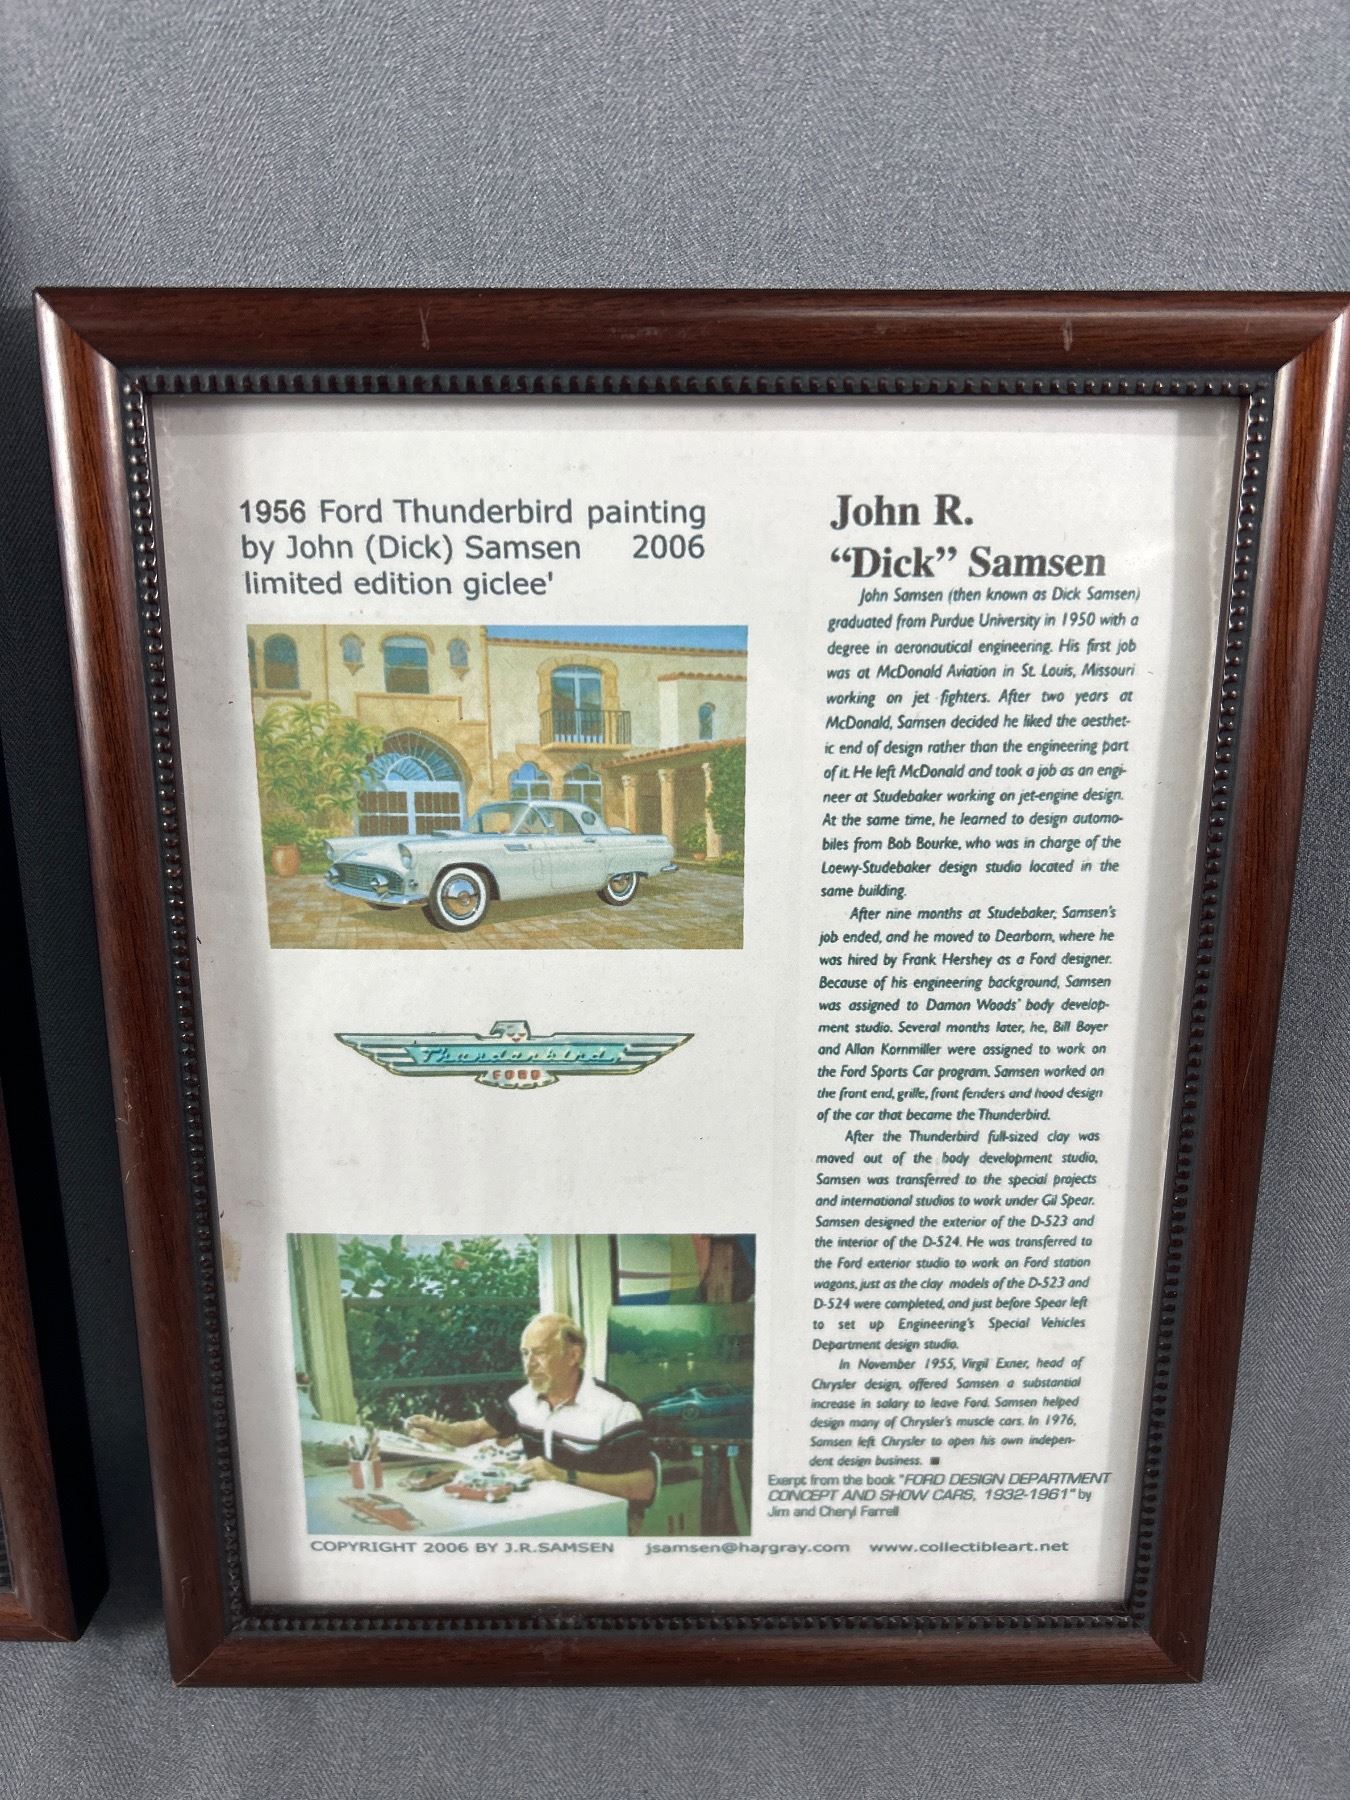 1956 Ford Thunderbird painting
by John (Dick) Samsen 2006
limited edition giclee'
Thunderbird
FORD
John R.
“Dick” Samsen
John Samsen (then known as Dick Samsen)
graduated from Purdue University in 1950 with a
degree in aeronautical engineering. His first job
was at McDonald Aviation in St. Louis, Missouri
working on jet fighters. After two years at
McDonald, Samsen decided he liked the aesthet-
ic end of design rather than the engineering part
of it. He left McDonald and took a job as an engi-
neer at Studebaker working on jet-engine design.
At the same time, he learned to design automo-
biles from Bob Bourke, who was in charge of the
Loewy-Studebaker design studio located in the
same building.
After nine months at Studebaker, Samsen's
job ended, and he moved to Dearborn, where he
was hired by Frank Hershey as a Ford designer.
Because of his engineering background, Samsen
was assigned to Damon Woods' body develop-
ment studio. Several months later, he, Bill Boyer
and Allan Kornmiller were assigned to work on
the Ford Sports Car program. Samsen worked on
the front end, grille, front fenders and hood design
of the car that became the Thunderbird.
After the Thunderbird full-sized clay was
moved out of the body development studio,
Samsen was transferred to the special projects
and international studios to work under Gil Spear.
Samsen designed the exterior of the D-523 and
the interior of the D-524. He was transferred to
the Ford exterior studio to work on Ford station
wagons, just as the clay models of the D-523 and
D-524 were completed, and just before Spear left
to set up Engineering's Special Vehicles
Department design studio.
In November 1955, Virgil Exner, head of
Chrysler design, offered Samsen a substantial
increase in salary to leave Ford. Samsen helped
design many of Chrysler's muscle cars. In 1976,
Samsen left Chrysler to open his own indepen-
dent design business. ■
Exerpt from the book "FORD DESIGN DEPARTMENT
CONCEPT AND SHOW CARS, 1932-1961" by
Jim and Cheryl Farrell
COPYRIGHT 2006 BY J.R.SAMSEN jsamsen@hargray.com www.collectibleart.net